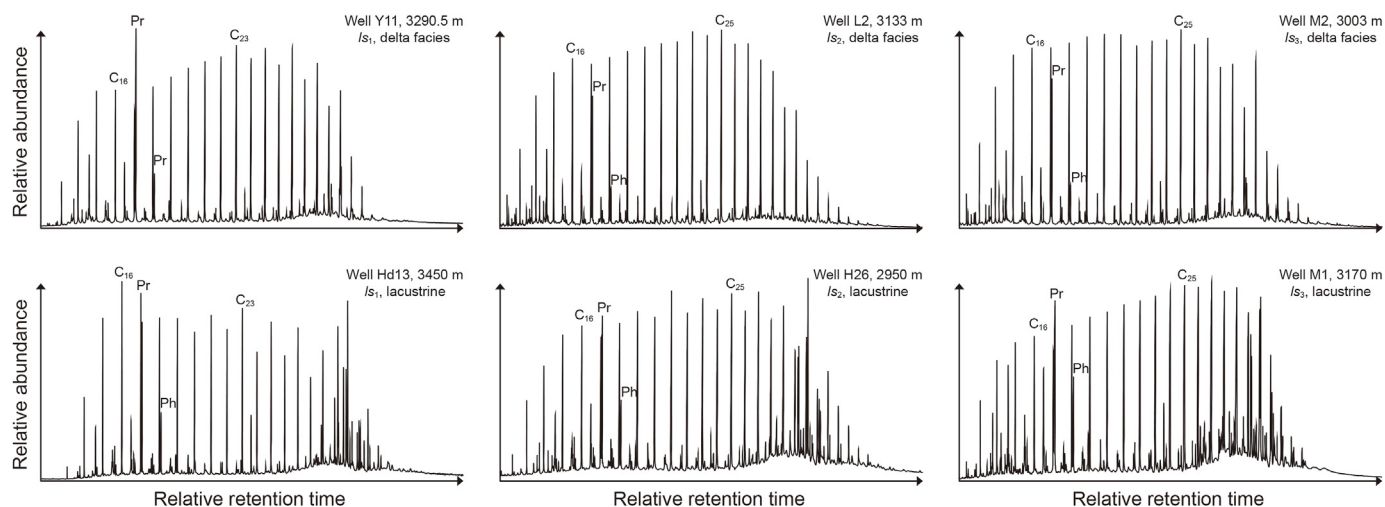 Pr
C₂₃
Well Y11, 3290.5 m
ls₁, delta facies
C₁₆
Pr
Relative abundance
C₂₅
Well L2, 3133 m
ls₂, delta facies
C₁₆
Pr
Ph
C₂₅
Well M2, 3003 m
ls₃, delta facies
C₁₆
Pr
Ph
C₁₆
Pr
C₂₃
Well Hd13, 3450 m
ls₁, lacustrine
Ph
Relative abundance
Relative retention time
C₂₅
Well H26, 2950 m
ls₂, lacustrine
C₁₆
Pr
Ph
Relative retention time
C₂₅
Well M1, 3170 m
ls₃, lacustrine
Pr
C₁₆
Ph
Relative retention time